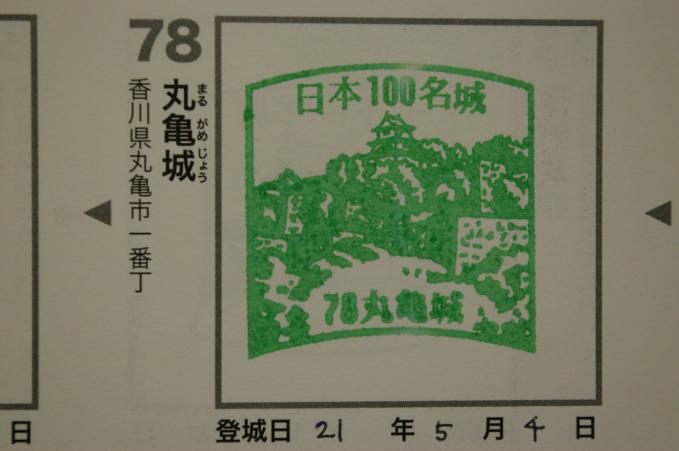 78
丸亀城
まる がめ じょう
香川県丸亀市一番丁
日本100名城
78丸亀城
登城日 21 年 5 月 4 日
日